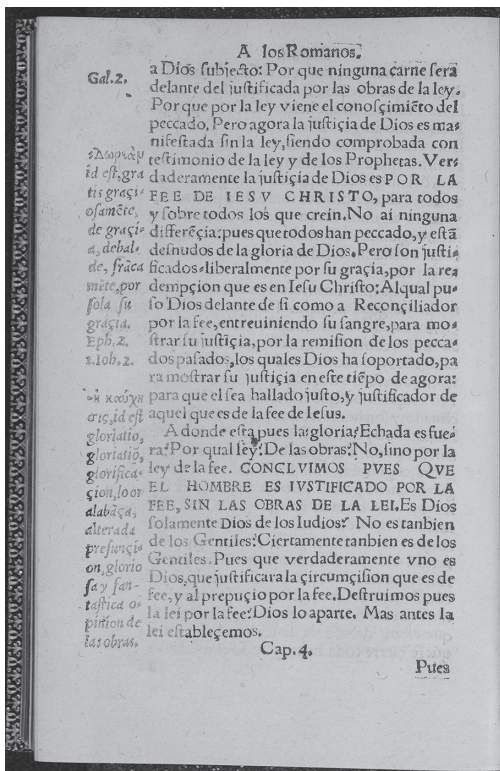 A los Romanos.
Gal. 2.
a Dios subjecto: Por que ninguna carne sera
delante del justificada por las obras de la ley.
Por que por la ley viene el conosçimiẽto del
peccado. Pero agora la justiçia de Dios es ma-
nifestada sin la ley, siendo comprobada con
testimonio de la ley y de los Prophetas. Ver-
daderamente la justiçia de Dios es POR LA
FEE DE IESV CHRISTO, para todos
y sobre todos los que crein. No ai ninguna
differẽçia: pues que todos han peccado, y estã
desnudos de la gloria de Dios. Pero son justi-
ficados liberalmente por su graçia, por la re-
dempçion que es en Iesu Christo: Al qual pu-
so Dios delante de si como a Reconçiliador
por la fee, entreuiniendo su sangre, para mo-
strar su justiçia, por la remision de los pecca-
dos pasados, los quales Dios ha soportado, pa
ra mostrar su justiçia en este tiẽpo de agora:
para que el sea hallado justo, y justificador de
aquel que es de la fee de Iesus.
A donde esta pues la gloria? Echada es fue-
ra? Por qual ley? De las obras? No, sino por la
ley de la fee. CONCLVIMOS PVES QVE
EL HOMBRE ES IVSTIFICADO POR LA
FEE, SIN LAS OBRAS DE LA LEI. Es Dios
solamente Dios de los Iudios? No es tanbien
de los Gentiles? Ciertamente tanbien es de los
Gentiles. Pues que verdaderamente vno es
Dios, que justificara la çircumçision que es de
fee, y al prepuçio por la fee. Destruimos pues
la lei por la fee? Dios lo aparte. Mas antes la
lei estableçemos.
Cap. 4.
Pues
Δωρεὰν
id est, gra
tis graçi-
osamẽte,
de graçi-
a, debal-
de, frãca
mẽte, por
sola su
graçia.
Eph. 2.
1. Ioh. 2.
ἡ καύχη
σις, id est
gloriatio,
gloriatiõ,
glorifica-
çion, loor
alabãça,
alterada
presunçi-
on, glorio
sa y fan-
tastica o-
pinion de
las obras.